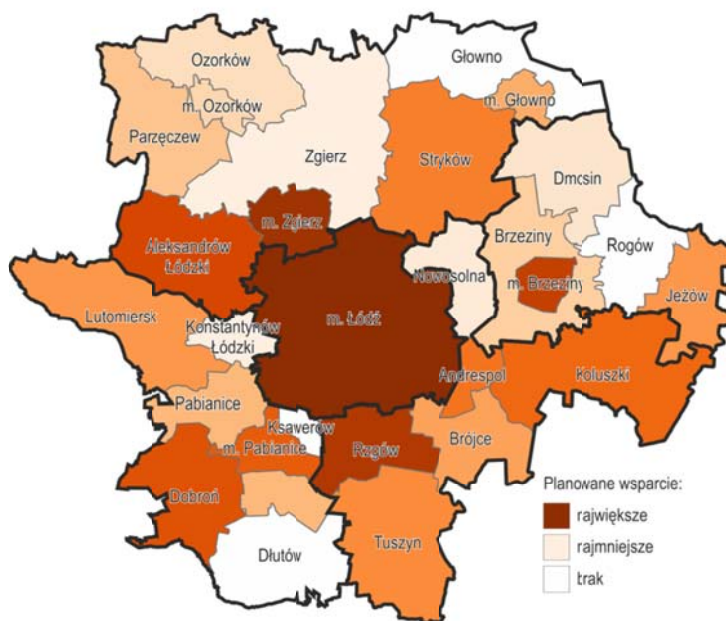 Ozorków
Głowno
m. Ozorków
m. Głowno
Parzęczew
Zgierz
Stryków
Dmcsin
m. Zgierz
Brzeziny
Rogów
Aleksandrów
Łódzki
Nowosolna
m. Brzeziny
Jeżów
Lutomiersk
Konstantynów
Łódzki
m. Łódź
Andrespol
Koluszki
Pabianice
Ksawerów
m. Pabianice
Rzgów
Brójce
Dobroń
Dłutów
Tuszyn
Planowane wsparcie:
rajwiększe
rajmniejsze
brak